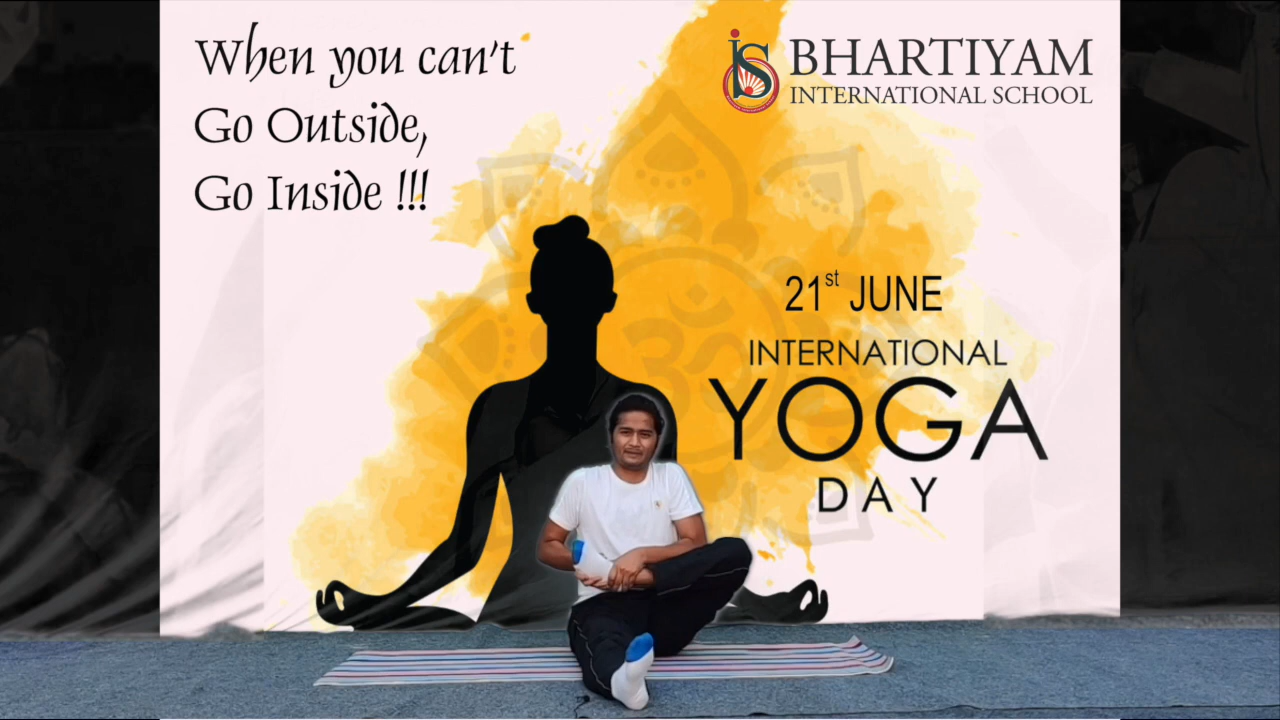 When you can't
Go Outside,
Go Inside !!!
BHARTIYAM
INTERNATIONAL SCHOOL
21st JUNE
INTERNATIONAL
YOGA
DAY